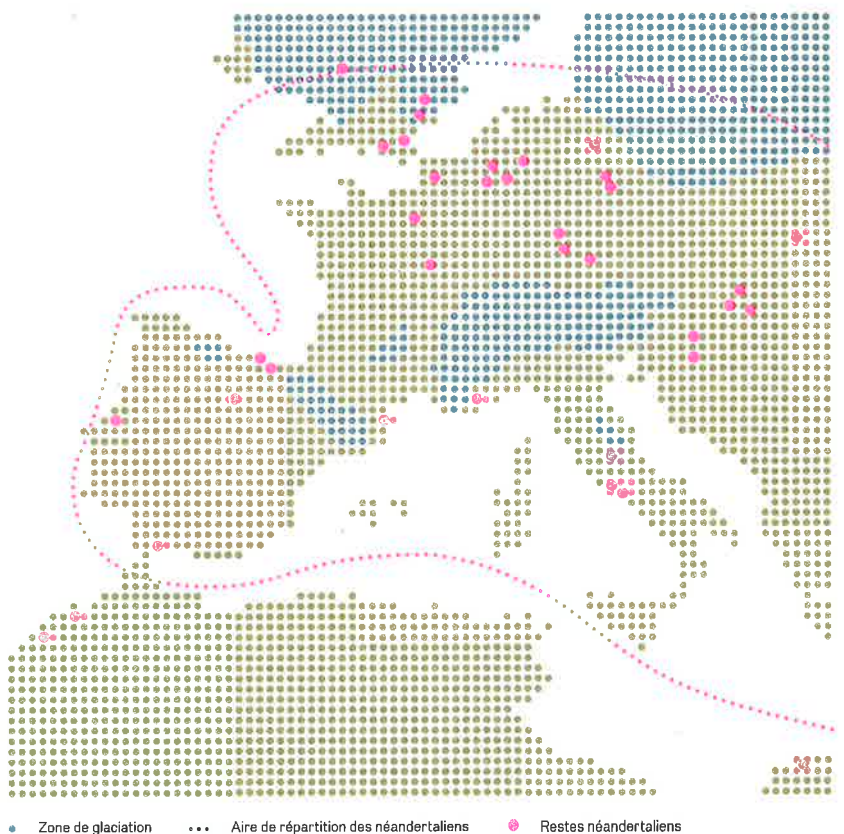 Zone de glaciation
Aire de répartition des néandertaliens
Restes néandertaliens